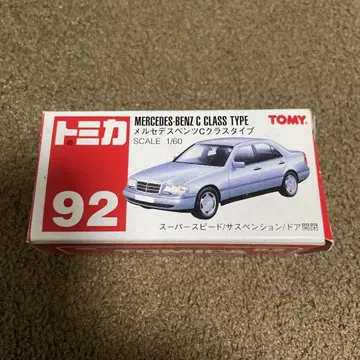 トミカ
92
MERCEDES-BENZ C CLASS TYPE
メルセデスベンツCクラスタイプ
SCALE 1/60
TOMY
スーパースピード/サスペンション/ドア開閉